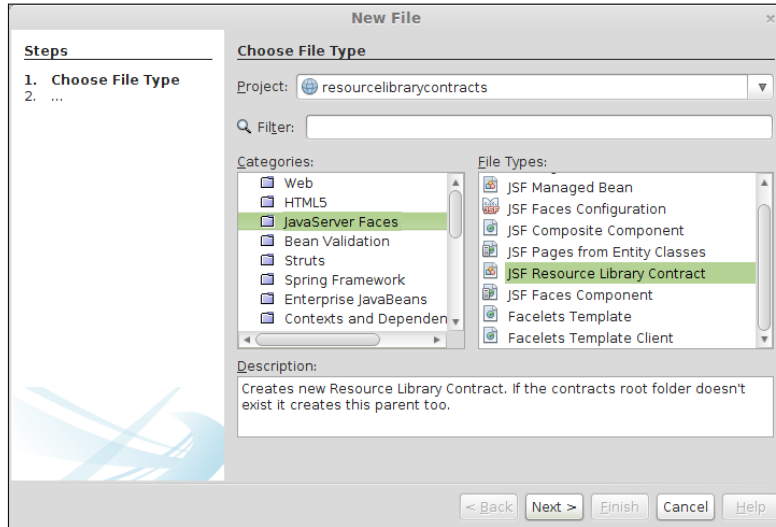 New File
Steps
1. Choose File Type
2. ...
Choose File Type
Project: resourcelibrarycontracts
Filter:
Categories:
Web
HTML5
JavaServer Faces
Bean Validation
Struts
Spring Framework
Enterprise JavaBeans
Contexts and Dependen
File Types:
JSF Managed Bean
JSF Faces Configuration
JSF Composite Component
JSF Pages from Entity Classes
JSF Resource Library Contract
JSF Faces Component
Facelets Template
Facelets Template Client
Description:
Creates new Resource Library Contract. If the contracts root folder doesn't
exist it creates this parent too.
< Back Next > Finish Cancel Help